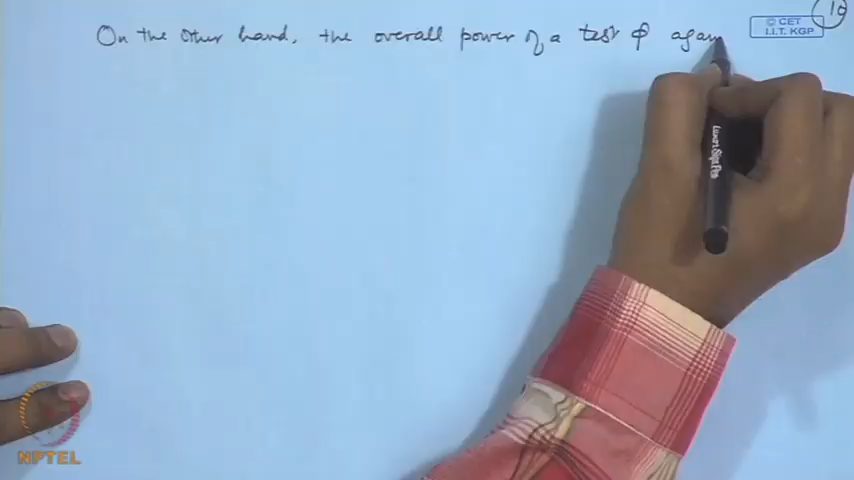 On the other hand, the overall power of a test φ again
© CET
I.I.T. KGP
NPTEL